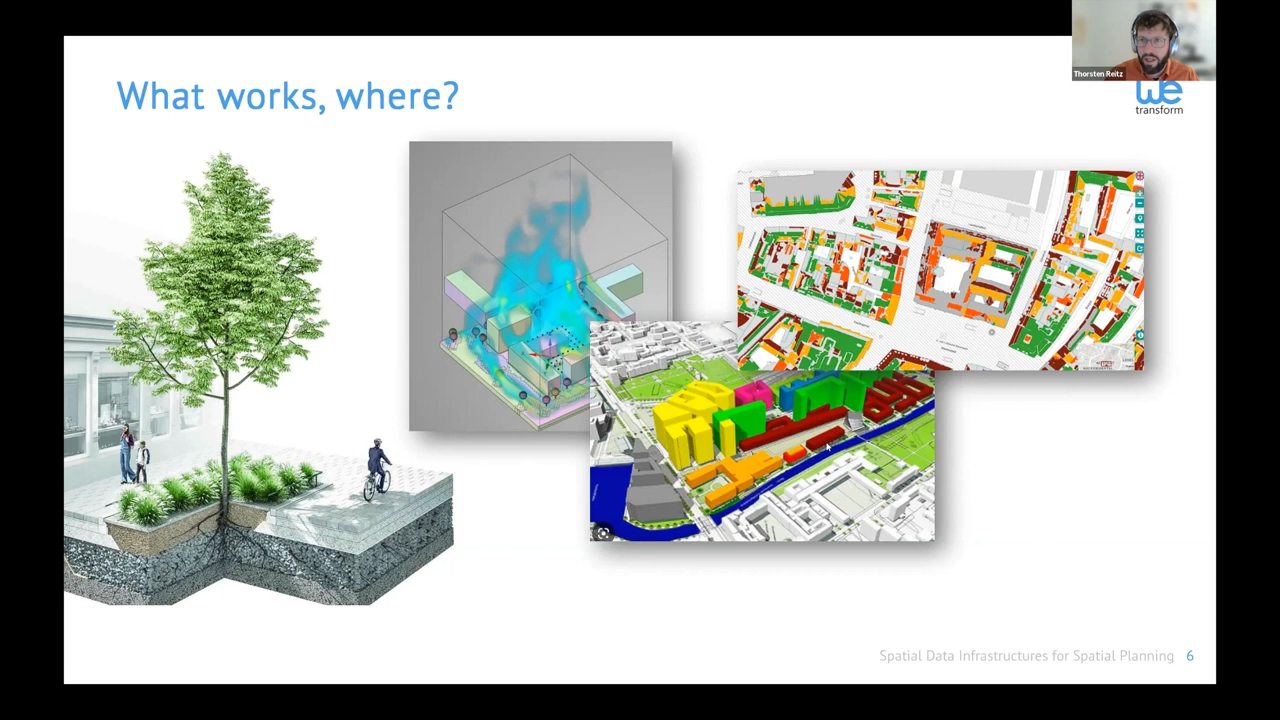 Thorsten Reitz
What works, where?
we
transform
Spatial Data Infrastructures for Spatial Planning 6